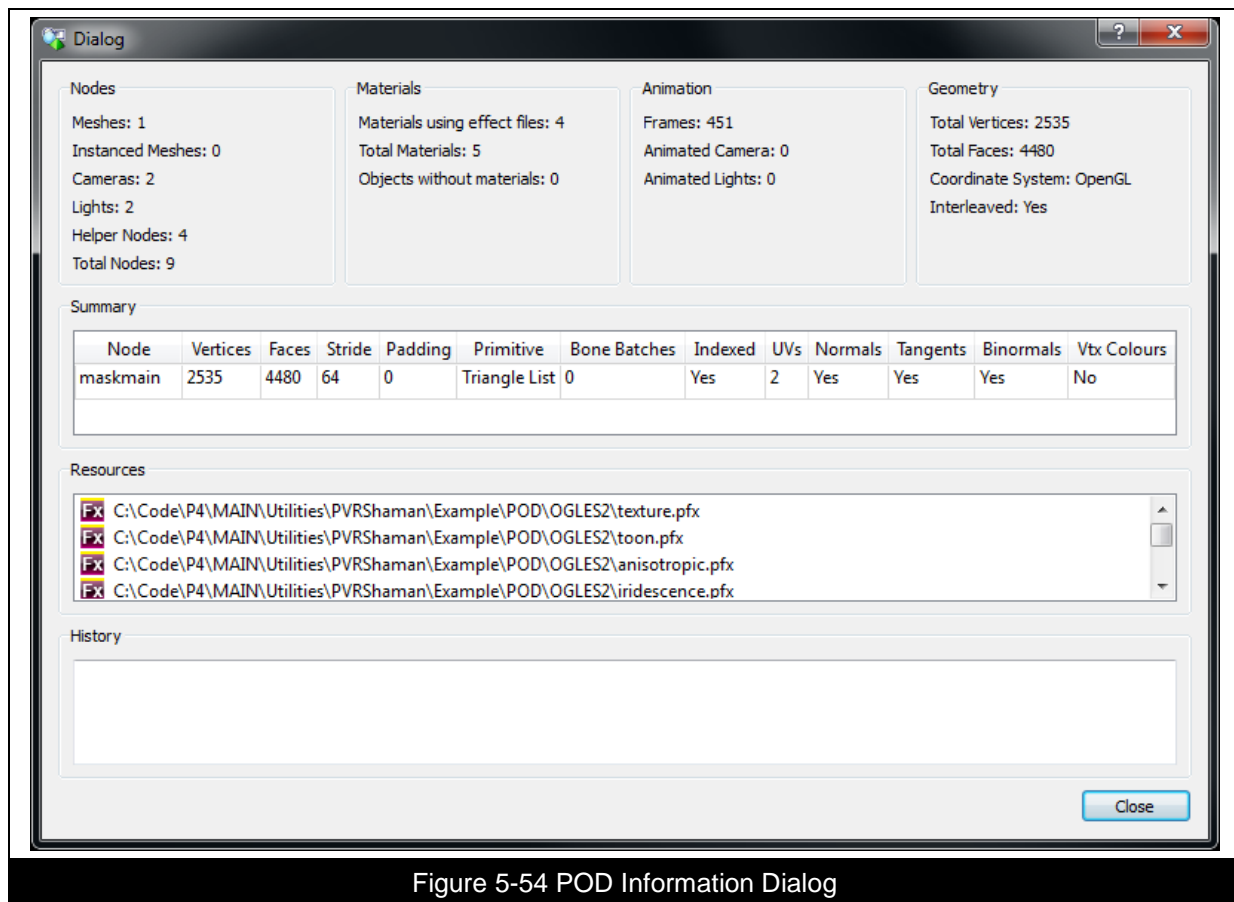 Dialog
Nodes
Meshes: 1
Instanced Meshes: 0
Cameras: 2
Lights: 2
Helper Nodes: 4
Total Nodes: 9
Materials
Materials using effect files: 4
Total Materials: 5
Objects without materials: 0
Animation
Frames: 451
Animated Camera: 0
Animated Lights: 0
Geometry
Total Vertices: 2535
Total Faces: 4480
Coordinate System: OpenGL
Interleaved: Yes
Summary
Node Vertices Faces Stride Padding Primitive Bone Batches Indexed UVs Normals Tangents Binormals Vtx Colours
maskmain 2535 4480 64 0 Triangle List 0 Yes 2 Yes Yes Yes No
Resources
Fx C:\Code\P4\MAIN\Utilities\PVRShaman\Example\POD\OGLES2\texture.pfx
Fx C:\Code\P4\MAIN\Utilities\PVRShaman\Example\POD\OGLES2\toon.pfx
Fx C:\Code\P4\MAIN\Utilities\PVRShaman\Example\POD\OGLES2\anisotropic.pfx
Fx C:\Code\P4\MAIN\Utilities\PVRShaman\Example\POD\OGLES2\iridescence.pfx
History
Close
Figure 5-54 POD Information Dialog